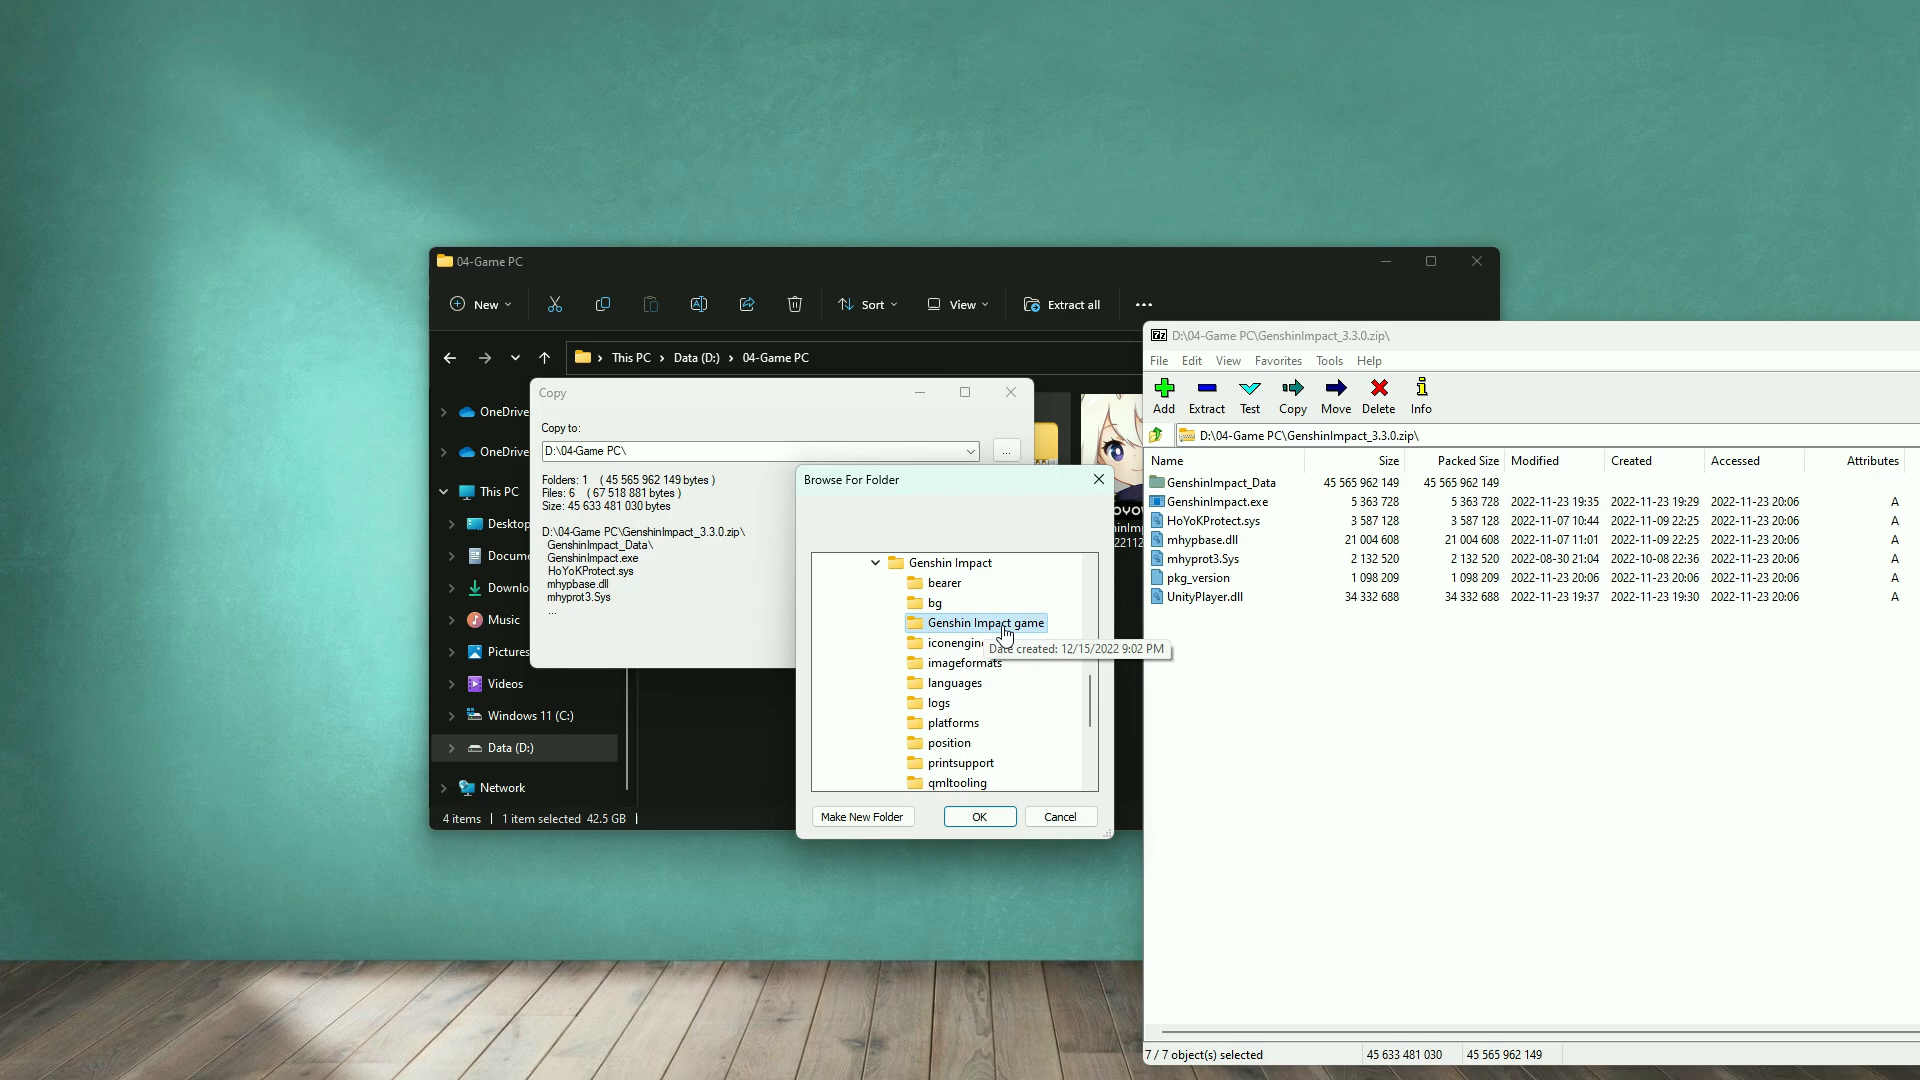 04-Game PC
New
Sort
View
Extract all
This PC
Data (D:)
04-Game PC
OneDrive
OneDrive
This PC
Desktop
Docume
Downlo
Music
Pictures
Videos
Windows 11 (C:)
Data (D:)
Network
4 items
1 item selected 42.5 GB
Copy
Copy to:
D:\04-Game PC\
...
Folders: 1 ( 45 565 962 149 bytes )
Files: 6 ( 67 518 881 bytes )
Size: 45 633 481 030 bytes
D:\04-Game PC\GenshinImpact_3.3.0.zip\
GenshinImpact_Data\
GenshinImpact.exe
HoYoKProtect.sys
mhypbase.dll
mhyprot3.Sys
...
Browse For Folder
Genshin Impact
bearer
bg
Genshin Impact game
iconengin
Date created: 12/15/2022 9:02 PM
imageformats
languages
logs
platforms
position
printsupport
qmltooling
Make New Folder
OK
Cancel
7z D:\04-Game PC\GenshinImpact_3.3.0.zip\
File Edit View Favorites Tools Help
Add Extract Test Copy Move Delete Info
D:\04-Game PC\GenshinImpact_3.3.0.zip\
Name Size Packed Size Modified Created Accessed Attributes
GenshinImpact_Data 45 565 962 149 45 565 962 149
GenshinImpact.exe 5 363 728 5 363 728 2022-11-23 19:35 2022-11-23 19:29 2022-11-23 20:06 A
HoYoKProtect.sys 3 587 128 3 587 128 2022-11-07 10:44 2022-11-09 22:25 2022-11-23 20:06 A
mhypbase.dll 21 004 608 21 004 608 2022-11-07 11:01 2022-11-09 22:25 2022-11-23 20:06 A
mhyprot3.Sys 2 132 520 2 132 520 2022-08-30 21:04 2022-10-08 22:36 2022-11-23 20:06 A
pkg_version 1 098 209 1 098 209 2022-11-23 20:06 2022-11-23 20:06 2022-11-23 20:06 A
UnityPlayer.dll 34 332 688 34 332 688 2022-11-23 19:37 2022-11-23 19:30 2022-11-23 20:06 A
7 / 7 object(s) selected 45 633 481 030 45 565 962 149